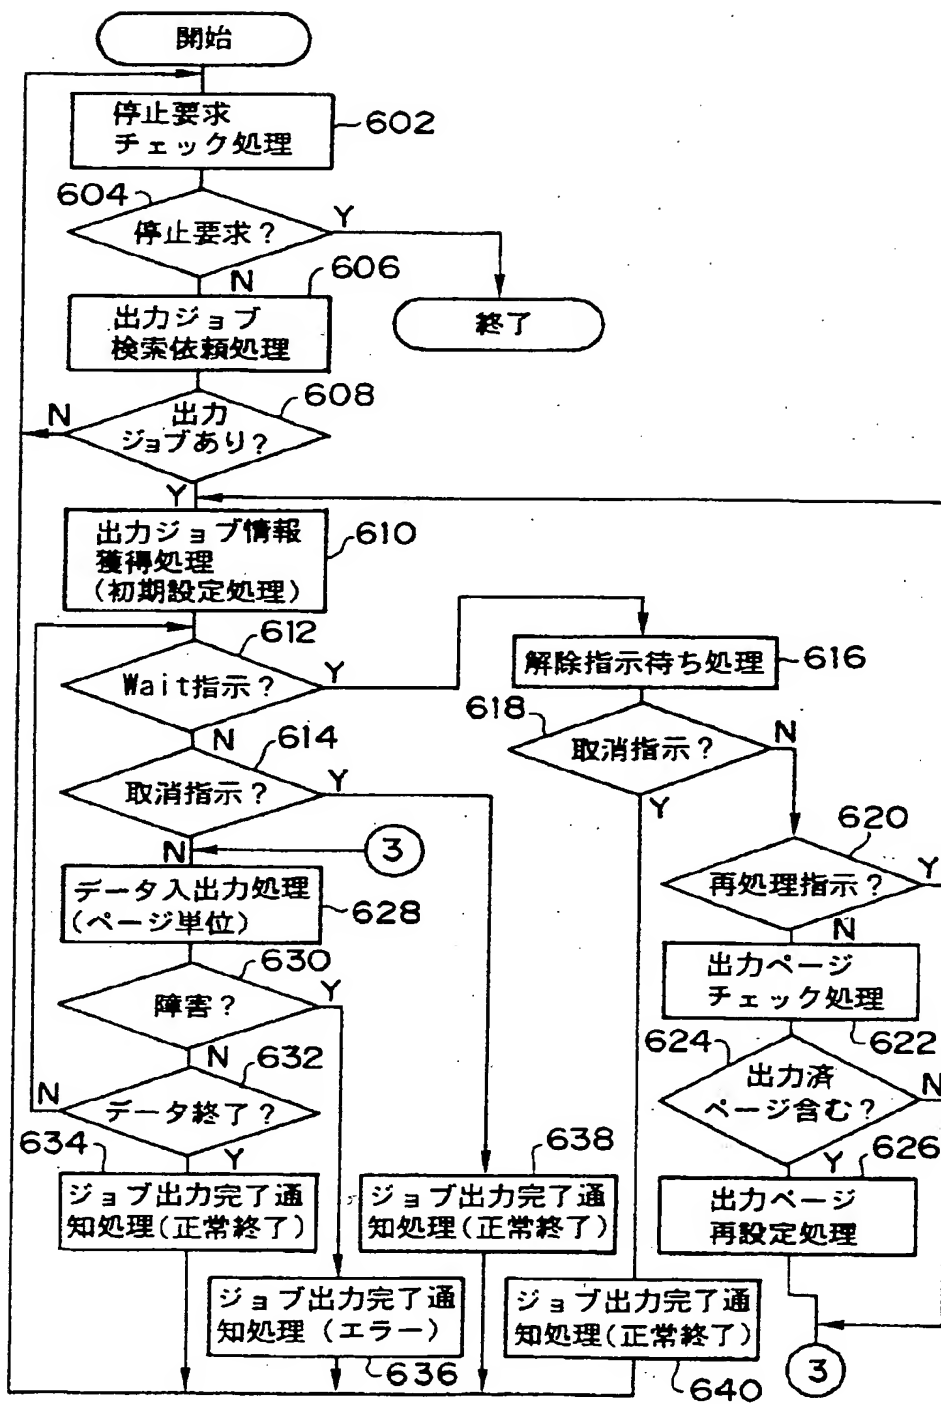 開始
停止要求
チェック処理
602
604
停止要求?
Y
N
606
出力ジョブ
検索依頼処理
終了
608
N
出力
ジョブあり?
Y
出力ジョブ情報
獲得処理
(初期設定処理)
610
612
Wait指示?
Y
解除指示待ち処理
616
N
614
618
取消指示?
N
取消指示?
Y
Y
N
3
620
再処理指示?
Y
データ入出力処理
(ページ単位)
628
N
出力ページ
チェック処理
630
障害?
Y
622
624
N
632
出力済
ページ含む?
N
N
データ終了?
Y
634
638
Y
626
ジョブ出力完了通
知処理(正常終了)
ジョブ出力完了通
知処理(正常終了)
出力ページ
再設定処理
ジョブ出力完了通
知処理(エラー)
636
ジョブ出力完了通
知処理(正常終了)
640
3